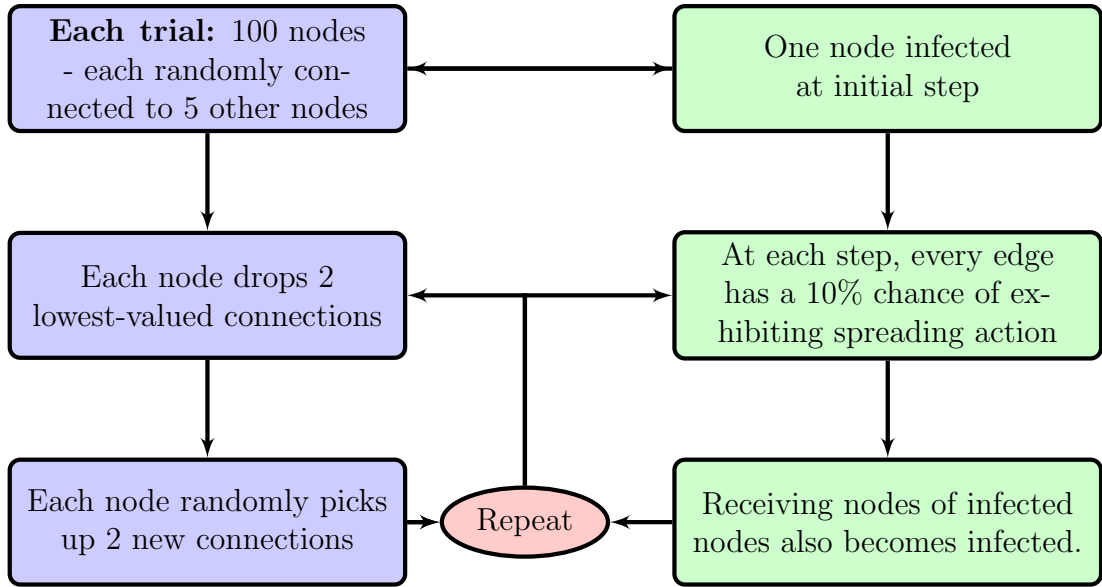 Each trial: 100 nodes
- each randomly con-
nected to 5 other nodes
One node infected
at initial step
Each node drops 2
lowest-valued connections
At each step, every edge
has a 10% chance of ex-
hibiting spreading action
Each node randomly picks
up 2 new connections
Repeat
Receiving nodes of infected
nodes also becomes infected.